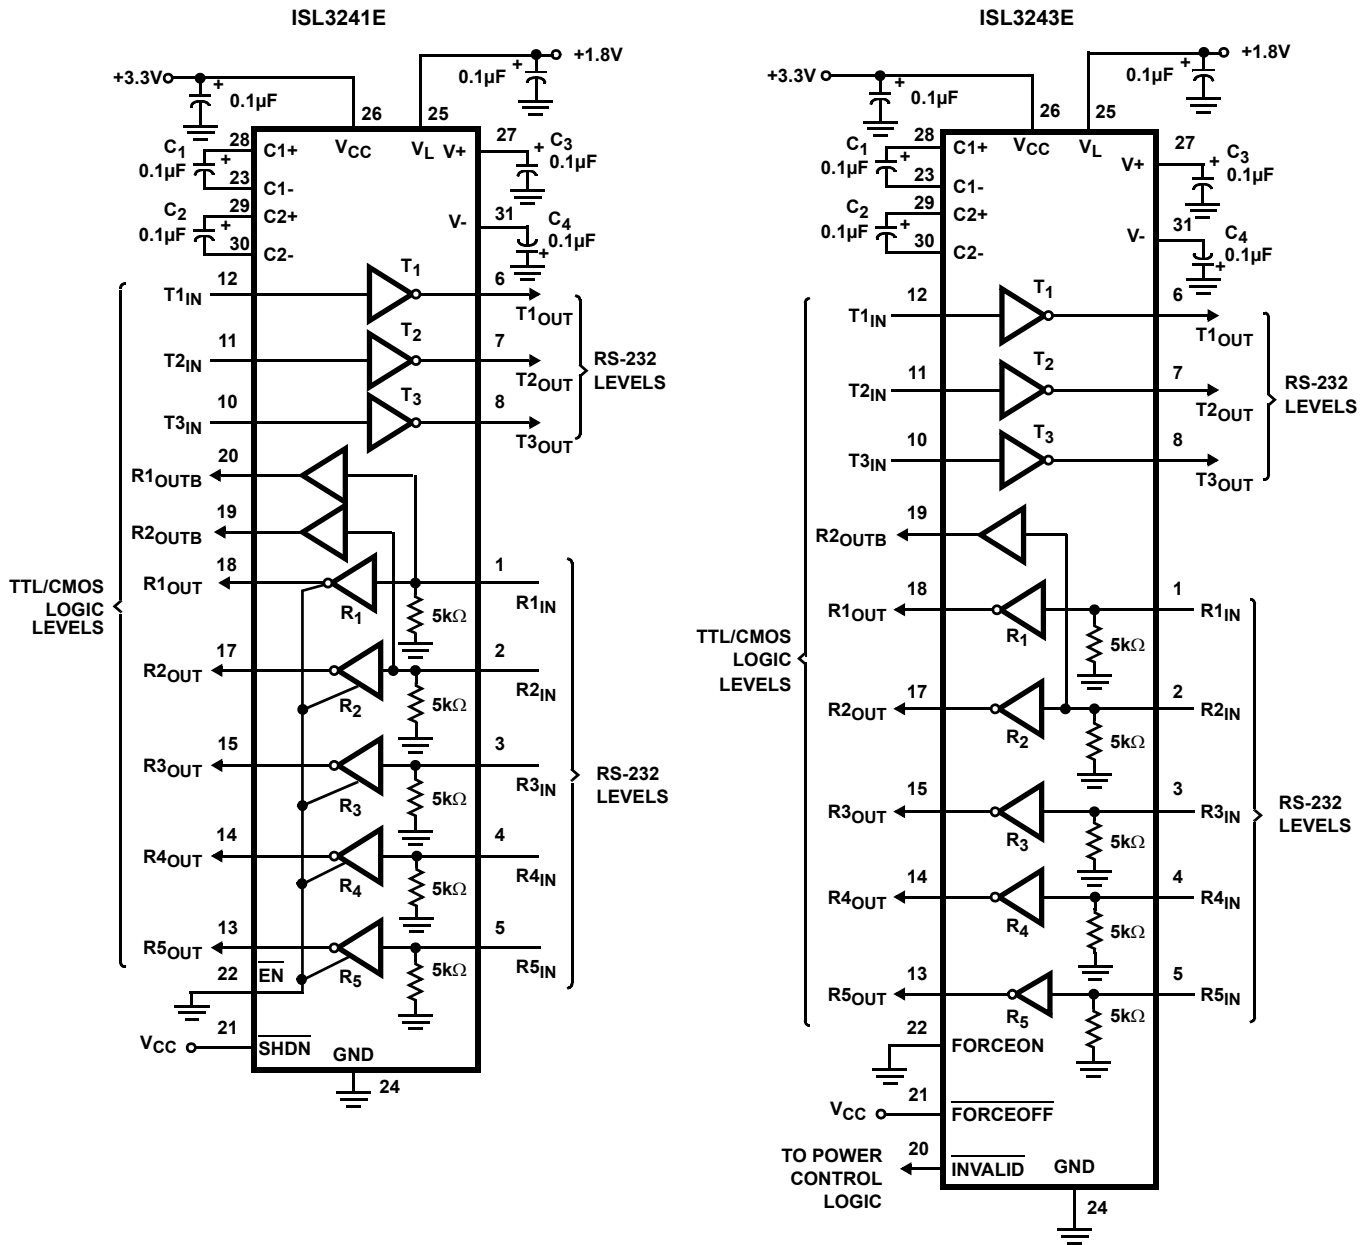 ISL3241E
+3.3V
+
0.1µF
0.1µF
+
+1.8V
26
25
VCC
VL
V+
27
+
C3
0.1µF
28
C1+
C1
0.1µF
+
23
C1-
29
C2+
C2
0.1µF
+
30
C2-
V-
31
C4
0.1µF
+
T1IN
12
T1
6
T1OUT
T2IN
11
T2
7
T2OUT
T3IN
10
T3
8
T3OUT
RS-232
LEVELS
R1OUTB
20
R2OUTB
19
R1OUT
18
R1
1
R1IN
5kΩ
TTL/CMOS
LOGIC
LEVELS
R2OUT
17
R2
2
R2IN
5kΩ
R3OUT
15
R3
3
R3IN
5kΩ
RS-232
LEVELS
R4OUT
14
R4
4
R4IN
5kΩ
R5OUT
13
R5
5
R5IN
5kΩ
22
EN
VCC
21
SHDN
GND
24
ISL3243E
+3.3V
+
0.1µF
0.1µF
+
+1.8V
26
25
VCC
VL
V+
27
+
C3
0.1µF
28
C1+
C1
0.1µF
+
23
C1-
29
C2+
C2
0.1µF
+
30
C2-
V-
31
C4
0.1µF
+
T1IN
12
T1
6
T1OUT
T2IN
11
T2
7
T2OUT
T3IN
10
T3
8
T3OUT
RS-232
LEVELS
R2OUTB
19
R1OUT
18
R1
1
R1IN
5kΩ
TTL/CMOS
LOGIC
LEVELS
R2OUT
17
R2
2
R2IN
5kΩ
R3OUT
15
R3
3
R3IN
5kΩ
RS-232
LEVELS
R4OUT
14
R4
4
R4IN
5kΩ
R5OUT
13
R5
5
R5IN
5kΩ
22
FORCEON
VCC
21
FORCEOFF
TO POWER
CONTROL
LOGIC
20
INVALID
GND
24